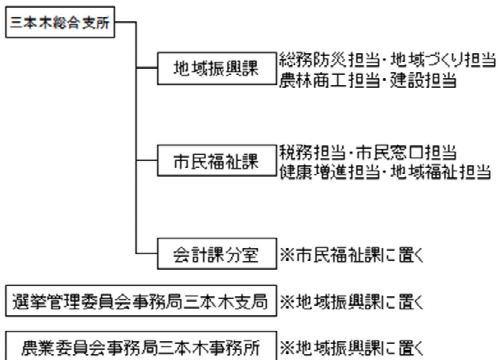 三本木総合支所
地域振興課
総務防災担当・地域づくり担当
農林商工担当・建設担当
市民福祉課
税務担当・市民窓口担当
健康増進担当・地域福祉担当
会計課分室
※市民福祉課に置く
選挙管理委員会事務局三本木支局
※地域振興課に置く
農業委員会事務局三本木事務所
※地域振興課に置く